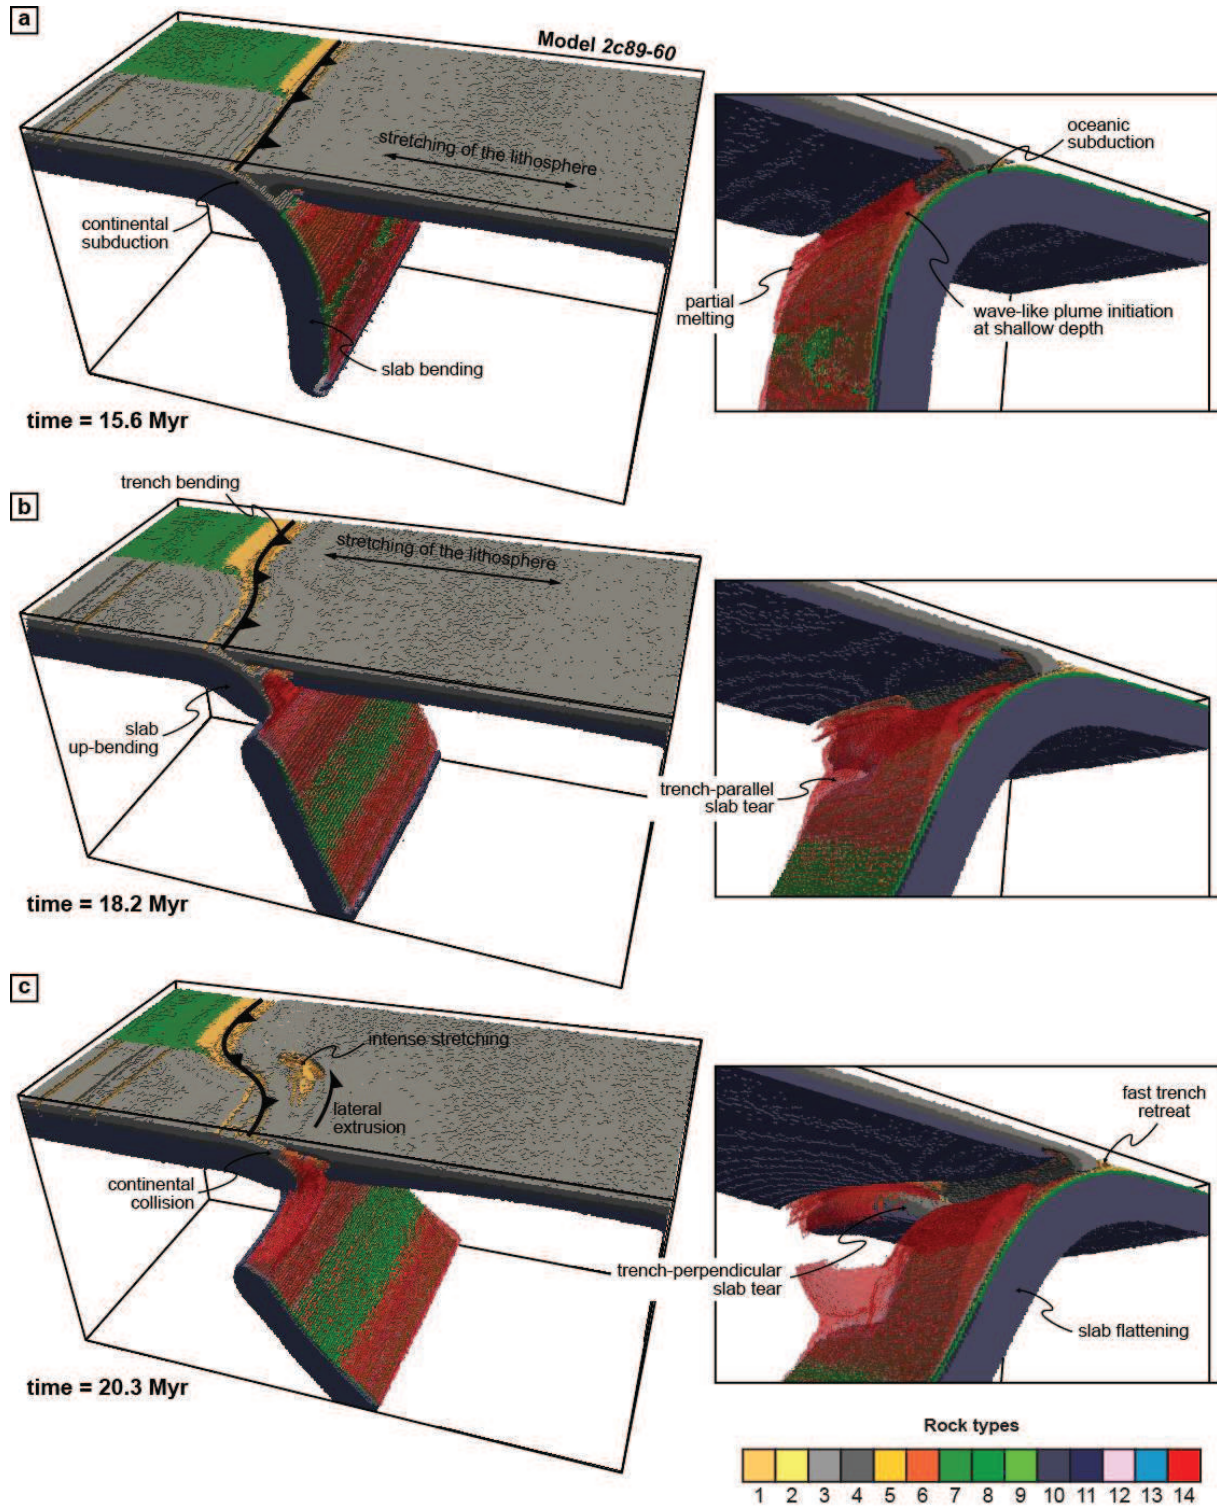 a
Model 2c89-60
stretching of the lithosphere
continental
subduction
slab bending
time = 15.6 Myr
oceanic
subduction
partial
melting
wave-like plume initiation
at shallow depth
trench bending
b
stretching of the lithosphere
slab
up-bending
time = 18.2 Myr
trench-parallel
slab tear
c
intense stretching
lateral
extrusion
continental
collision
time = 20.3 Myr
fast trench
retreat
trench-perpendicular
slab tear
slab flattening
Rock types
1 2 3 4 5 6 7 8 9 10 11 12 13 14